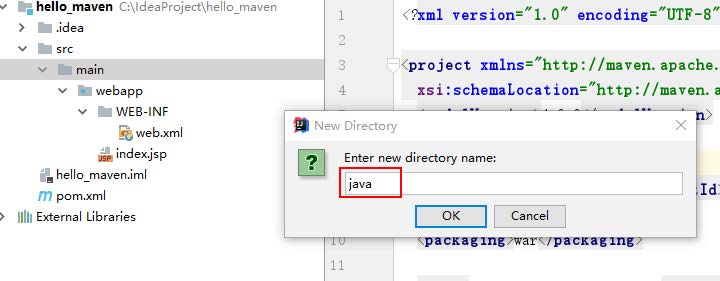 hello_maven C:\IdeaProject\hello_maven
.idea
src
main
webapp
WEB-INF
web.xml
JSP index.jsp
hello_maven.iml
m pom.xml
External Libraries
1 <?xml version="1.0" encoding="UTF-8"
2
3 <project xmlns="http://maven.apache.
4 xsi:schemaLocation="http://maven.a
New Directory
? Enter new directory name:
java
OK Cancel
10 <packaging>war</packaging>
11